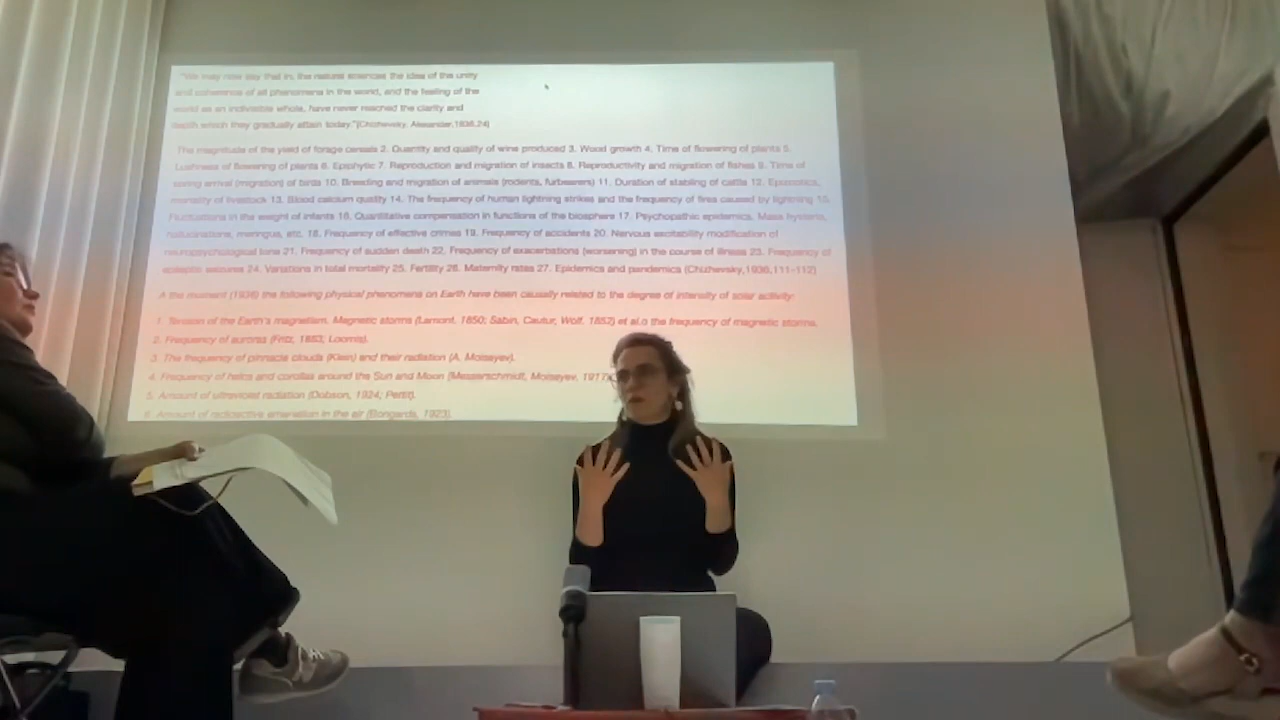 "We may now say that in, the natural sciences the idea of the unity
and coherence of all phenomena in the world, and the feeling of the
world as an indivisible whole, have never reached the clarity and
depth which they gradually attain today."(Chizhevsky, Alexander,1936,24)
The magnitude of the yield of forage cereals 2. Quantity and quality of wine produced 3. Wood growth 4. Time of flowering of plants 5.
Lushness of flowering of plants 6. Epiphytic 7. Reproduction and migration of insects 8. Reproductivity and migration of fishes 9. Time of
spring arrival (migration) of birds 10. Breeding and migration of animals (rodents, furbearers) 11. Duration of stabling of cattle 12. Epizootics,
mortality of livestock 13. Blood calcium quality 14. The frequency of human lightning strikes and the frequency of fires caused by lightning 15.
Fluctuations in the weight of infants 16. Quantitative compensation in functions of the biosphere 17. Psychopathic epidemics. Mass hysteria,
hallucinations, meringue, etc. 18. Frequency of effective crimes 19. Frequency of accidents 20. Nervous excitability modification of
neuropsychological tone 21. Frequency of sudden death 22. Frequency of exacerbations (worsening) in the course of illness 23. Frequency of
epileptic seizures 24. Variations in total mortality 25. Fertility 26. Maternity rates 27. Epidemics and pandemics (Chizhevsky,1936,111-112)
A the moment (1936) the following physical phenomena on Earth have been causally related to the degree of intensity of solar activity:
1. Tension of the Earth's magnetism. Magnetic storms (Lamont, 1850; Sabin, Gautur, Wolf, 1852) et al.o the frequency of magnetic storms.
2. Frequency of auroras (Fritz, 1863; Loomis).
3. The frequency of pinnacle clouds (Klein) and their radiation (A. Moiseyev).
4. Frequency of helos and corollas around the Sun and Moon (Messerschmidt, Moiseyev, 1917)
5. Amount of ultraviolet radiation (Dobson, 1924; Pettit).
6. Amount of radioactive emanation in the air (Bongards, 1923).